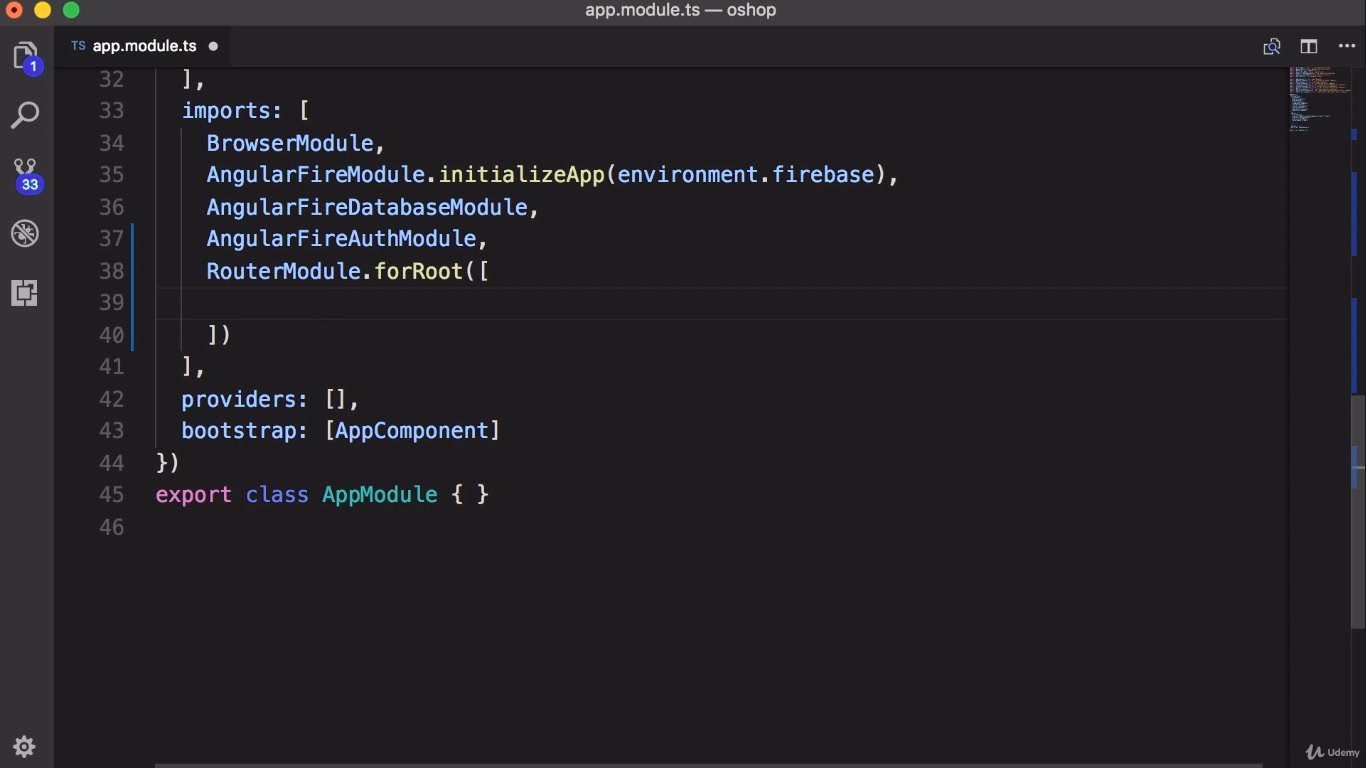 app.module.ts — oshop
TS app.module.ts
1
33
32 ],
33 imports: [
34 BrowserModule,
35 AngularFireModule.initializeApp(environment.firebase),
36 AngularFireDatabaseModule,
37 AngularFireAuthModule,
38 RouterModule.forRoot([
39
40 ])
41 ],
42 providers: [],
43 bootstrap: [AppComponent]
44 })
45 export class AppModule { }
46
Udemy